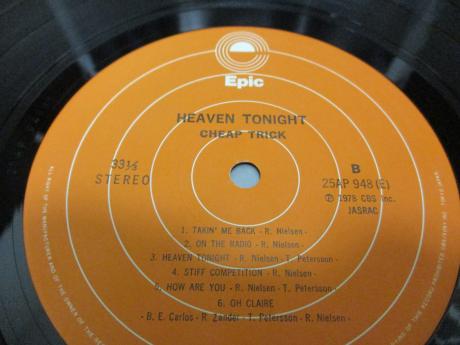 Epic
HEAVEN TONIGHT
CHEAP TRICK
33⅓
STEREO
B
25AP 948 (E)
Ⓟ 1978 CBS Inc.
JASRAC
1. TAKIN' ME BACK - R. Nielsen -
2. ON THE RADIO - R. Nielsen -
3. HEAVEN TONIGHT - R. Nielsen - T. Petersson -
4. STIFF COMPETITION - R. Nielsen -
5. HOW ARE YOU - R. Nielsen - T. Petersson -
6. OH CLAIRE
- B. E. Carlos - R. Zander - T. Petersson - R. Nielsen -